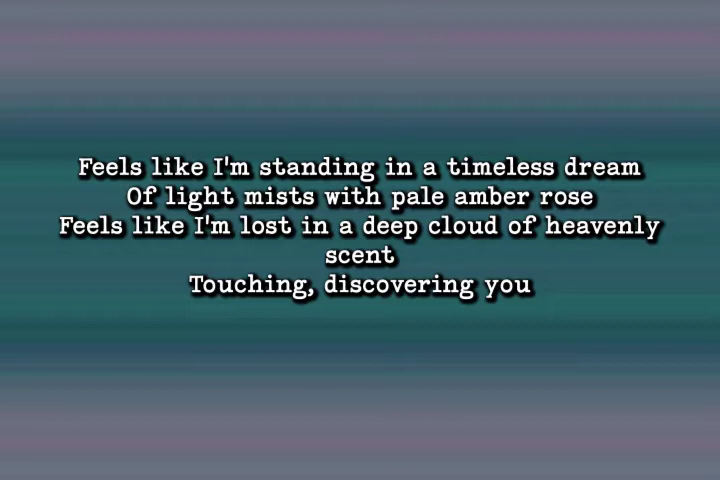 Feels like I'm standing in a timeless dream
Of light mists with pale amber rose
Feels like I'm lost in a deep cloud of heavenly
scent
Touching, discovering you